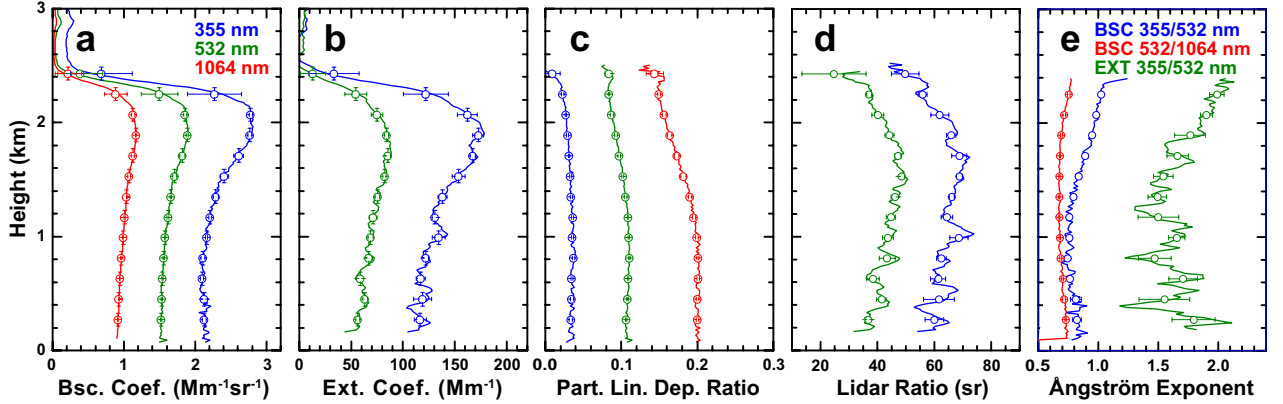 3
2
1
0
Height (km)
a
355 nm
532 nm
1064 nm
0 1 2 3
Bsc. Coef. (Mm⁻¹sr⁻¹)
b
0 50 100 150 200
Ext. Coef. (Mm⁻¹)
c
0.0 0.1 0.2 0.3
Part. Lin. Dep. Ratio
d
20 40 60 80
Lidar Ratio (sr)
e
BSC 355/532 nm
BSC 532/1064 nm
EXT 355/532 nm
0.5 1.0 1.5 2.0
Ångström Exponent